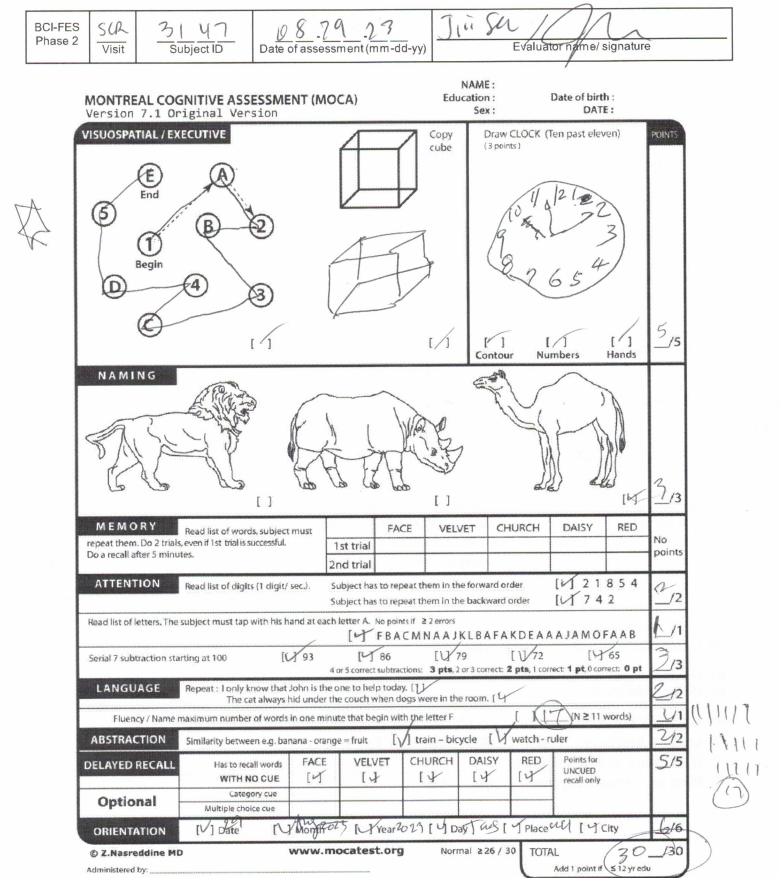 BCI-FES Phase 2 SCR Visit 3147 Subject ID 08.29.23 Date of assessment (mm-dd-yy) Evaluator name/ signature
NAME :
MONTREAL COGNITIVE ASSESSMENT (MOCA) Education : Date of birth :
Version 7.1 Original Version Sex : DATE :
VISUOSPATIAL / EXECUTIVE Copy cube Draw CLOCK (Ten past eleven) (3 points) POINTS
E End A 5 B 2 1 Begin D 4 3 C
11 12 1 2 3 4 5 6 7 8 9 10
[✓] [✓] [✓] Contour [✓] Numbers [✓] Hands 5/5
NAMING
[ ] [ ] [✓] 3/3
MEMORY Read list of words, subject must repeat them. Do 2 trials, even if 1st trial is successful. Do a recall after 5 minutes.
FACE VELVET CHURCH DAISY RED No points
1st trial
2nd trial
ATTENTION Read list of digits (1 digit/ sec.). Subject has to repeat them in the forward order [✓] 2 1 8 5 4
Subject has to repeat them in the backward order [✓] 7 4 2 2/2
Read list of letters. The subject must tap with his hand at each letter A. No points if ≥ 2 errors
[✓] F B A C M N A A J K L B A F A K D E A A A J A M O F A A B 1/1
Serial 7 subtraction starting at 100 [✓] 93 [✓] 86 [✓] 79 [✓] 72 [✓] 65
4 or 5 correct subtractions: 3 pts, 2 or 3 correct: 2 pts, 1 correct: 1 pt, 0 correct: 0 pt 3/3
LANGUAGE Repeat : I only know that John is the one to help today. [✓]
The cat always hid under the couch when dogs were in the room. [✓] 2/2
Fluency / Name maximum number of words in one minute that begin with the letter F [ ] 17 (N ≥ 11 words) 1/1
ABSTRACTION Similarity between e.g. banana - orange = fruit [✓] train – bicycle [✓] watch - ruler 2/2
DELAYED RECALL Has to recall words WITH NO CUE FACE [✓] VELVET [✓] CHURCH [✓] DAISY [✓] RED [✓] Points for UNCUED recall only 5/5
17
Optional Category cue
Multiple choice cue
ORIENTATION [✓] Date [✓] Month Aug [✓] Year 2023 [✓] Day Tues [✓] Place [✓] City 6/6
© Z.Nasreddine MD www.mocatest.org Normal ≥ 26 / 30 TOTAL 30/30
Administered by: Add 1 point if ≤ 12 yr edu